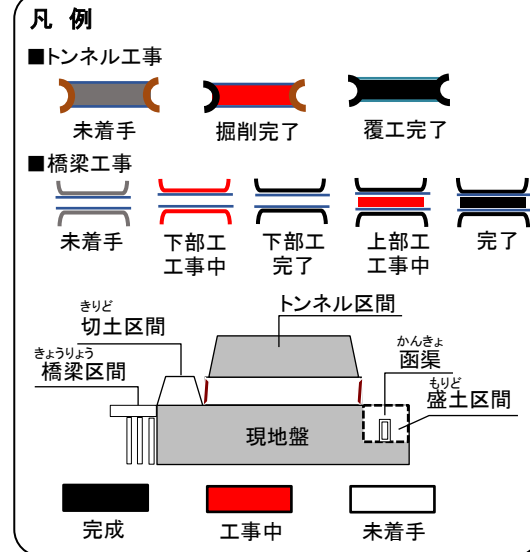 凡 例
■トンネル工事
未着手 掘削完了 覆工完了
■橋梁工事
未着手 下部工工事中 下部工完了 上部工工事中 完了
トンネル区間
きりど
切土区間
かんきょ
函渠
きょうりょう
橋梁区間
もりど
盛土区間
現地盤
完成 工事中 未着手